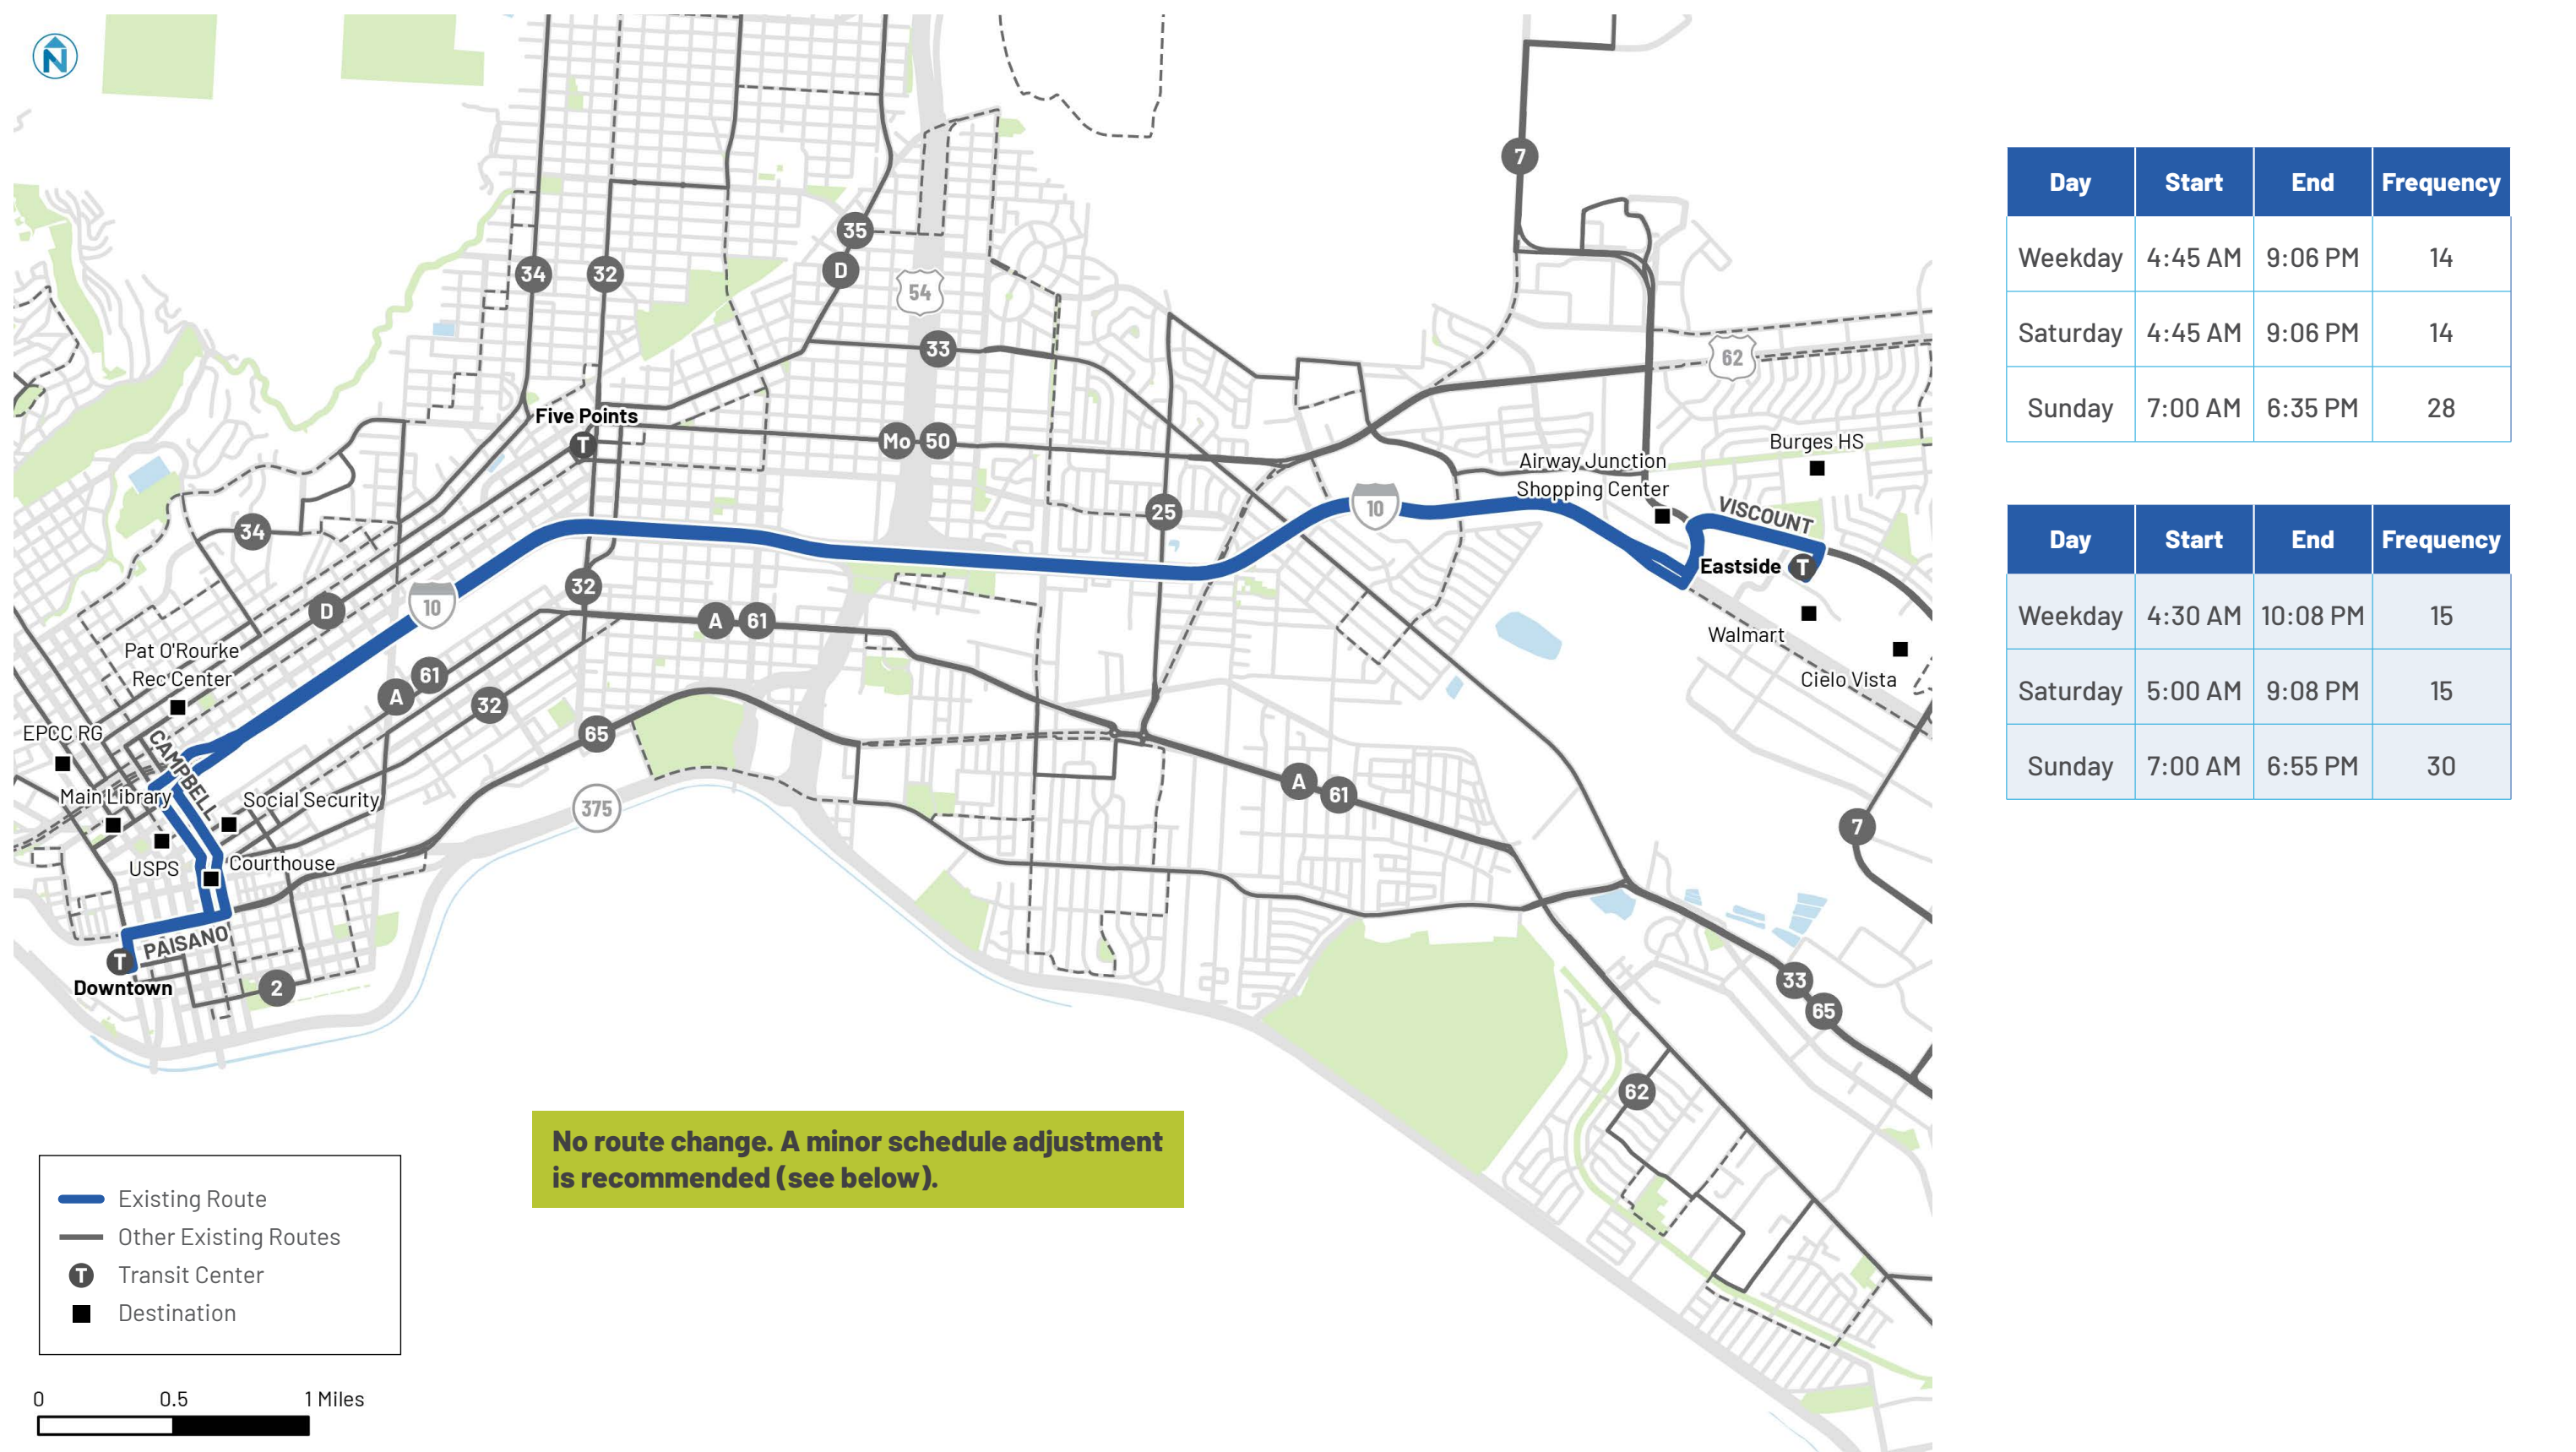 N
7
35
34
32
D
54
33
62
Five Points
T
Mo
50
Burges HS
Airway Junction
Shopping Center
10
25
VISCOUNT
34
Eastside
T
32
10
D
A
61
Walmart
Pat O'Rourke
Rec Center
61
A
Cielo Vista
32
EPCC RG
65
CAMPBELL
A
61
Main Library
Social Security
375
7
USPS
Courthouse
PAISANO
T
Downtown
2
33
65
62
No route change. A minor schedule adjustment
is recommended (see below).
Existing Route
Other Existing Routes
T Transit Center
Destination
0 0.5 1 Miles
Day Start End Frequency
Weekday 4:45 AM 9:06 PM 14
Saturday 4:45 AM 9:06 PM 14
Sunday 7:00 AM 6:35 PM 28
Day Start End Frequency
Weekday 4:30 AM 10:08 PM 15
Saturday 5:00 AM 9:08 PM 15
Sunday 7:00 AM 6:55 PM 30